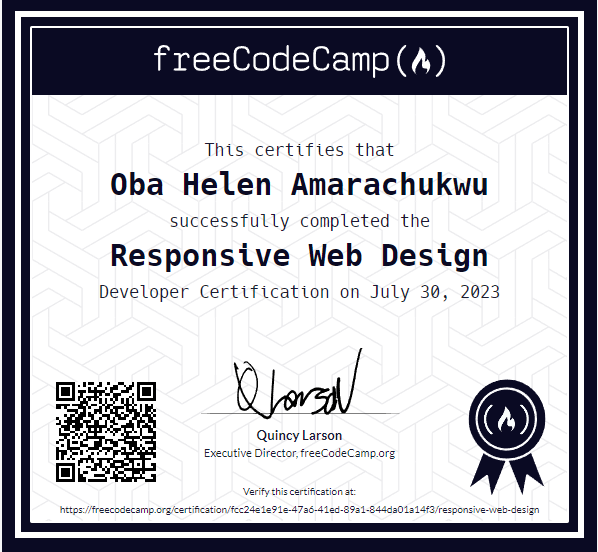 freeCodeCamp(🔥)
This certifies that
Oba Helen Amarachukwu
successfully completed the
Responsive Web Design
Developer Certification on July 30, 2023
Q Larson
Quincy Larson
Executive Director, freeCodeCamp.org
Verify this certification at:
https://freecodecamp.org/certification/fcc24e1e91e-47a6-41ed-89a1-844da01a14f3/responsive-web-design